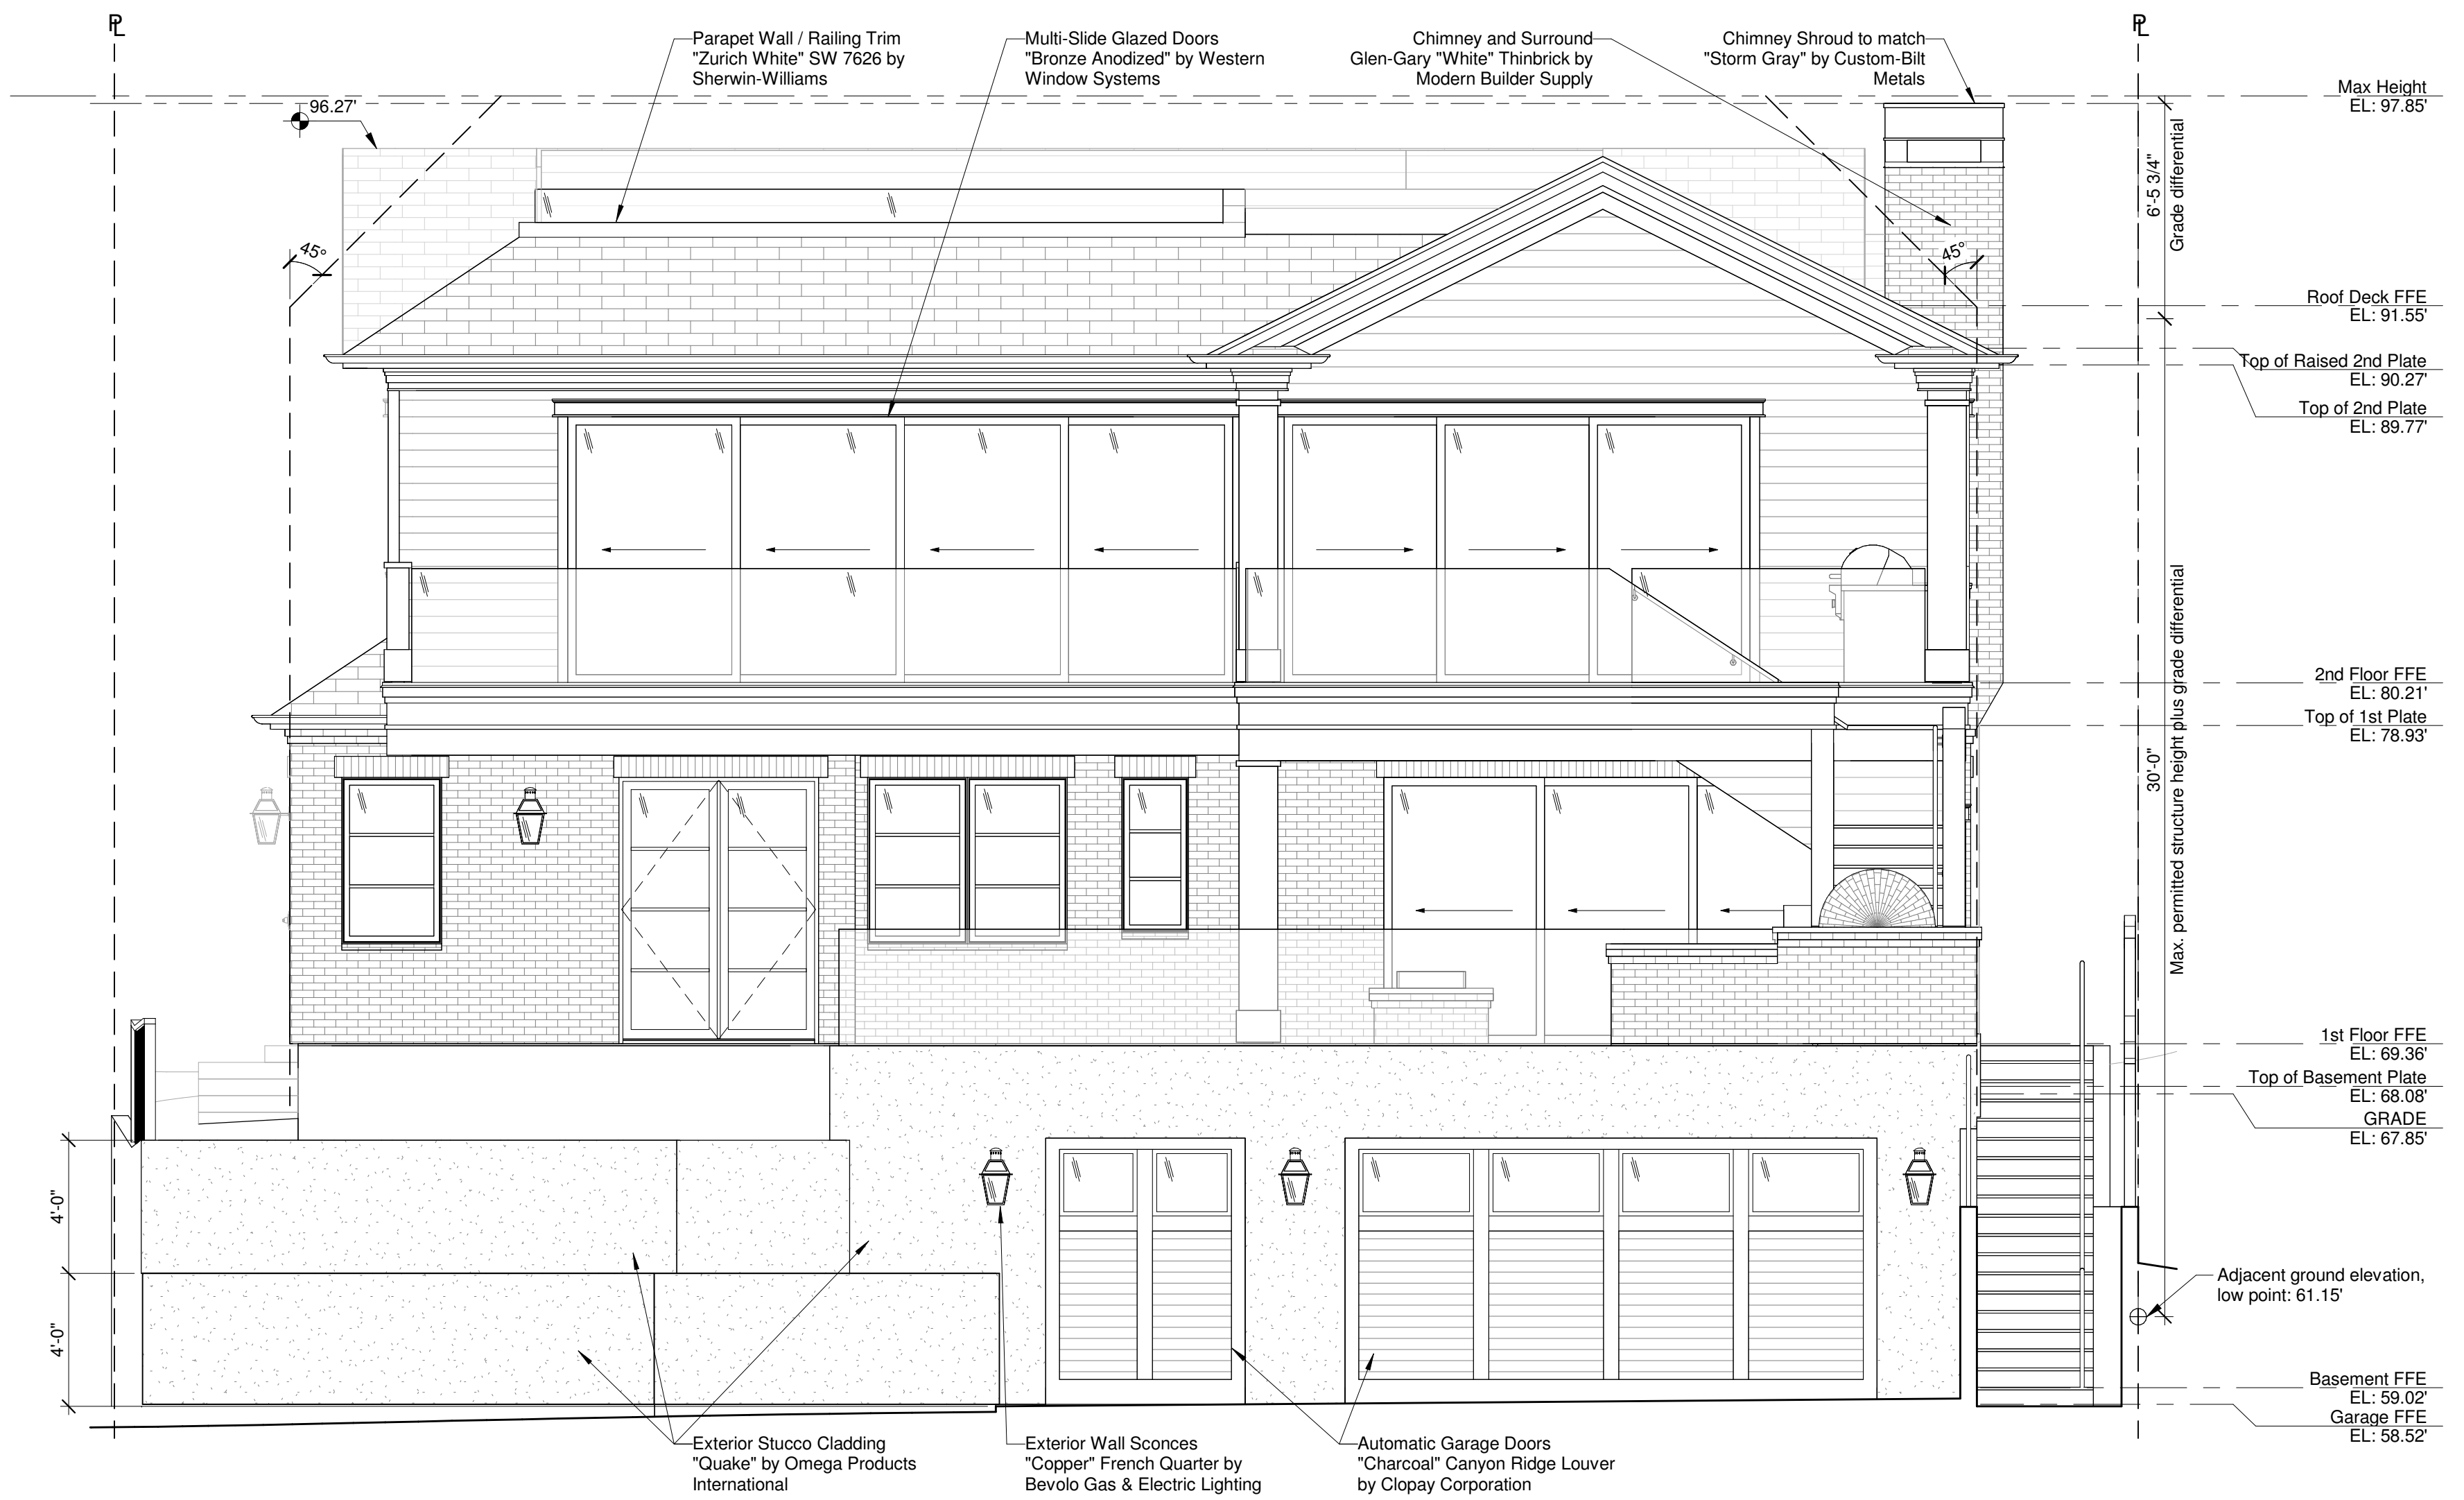 PL
PL
Parapet Wall / Railing Trim
"Zurich White" SW 7626 by
Sherwin-Williams
Multi-Slide Glazed Doors
"Bronze Anodized" by Western
Window Systems
Chimney and Surround
Glen-Gary "White" Thinbrick by
Modern Builder Supply
Chimney Shroud to match
"Storm Gray" by Custom-Bilt
Metals
96.27'
45°
45°
Max Height
EL: 97.85'
6'-5 3/4"
Grade differential
Roof Deck FFE
EL: 91.55'
Top of Raised 2nd Plate
EL: 90.27'
Top of 2nd Plate
EL: 89.77'
30'-0"
Max. permitted structure height plus grade differential
2nd Floor FFE
EL: 80.21'
Top of 1st Plate
EL: 78.93'
1st Floor FFE
EL: 69.36'
Top of Basement Plate
EL: 68.08'
GRADE
EL: 67.85'
4'-0"
4'-0"
Adjacent ground elevation,
low point: 61.15'
Basement FFE
EL: 59.02'
Garage FFE
EL: 58.52'
Exterior Stucco Cladding
"Quake" by Omega Products
International
Exterior Wall Sconces
"Copper" French Quarter by
Bevolo Gas & Electric Lighting
Automatic Garage Doors
"Charcoal" Canyon Ridge Louver
by Clopay Corporation